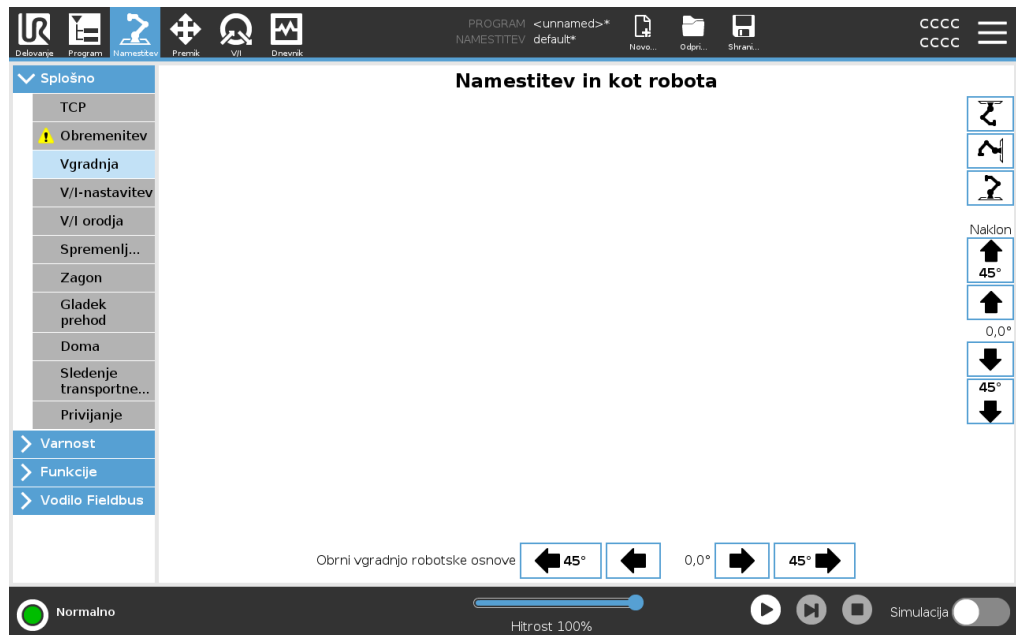 PROGRAM <unnamed>*
NAMESTITEV default*
Delovanje
Program
Namestitev
Premik
V/I
Dnevnik
Novo...
Odpri...
Shrani...
CCCC
CCCC
Splošno
TCP
Obremenitev
Vgradnja
V/I-nastavitev
V/I orodja
Spremenlj...
Zagon
Gladek
prehod
Doma
Sledenje
transportne...
Privijanje
Varnost
Funkcije
Vodilo Fieldbus
Namestitev in kot robota
Naklon
45°
0,0°
45°
Obrni vgradnjo robotske osnove
45°
0,0°
45°
Normalno
Hitrost 100%
Simulacija